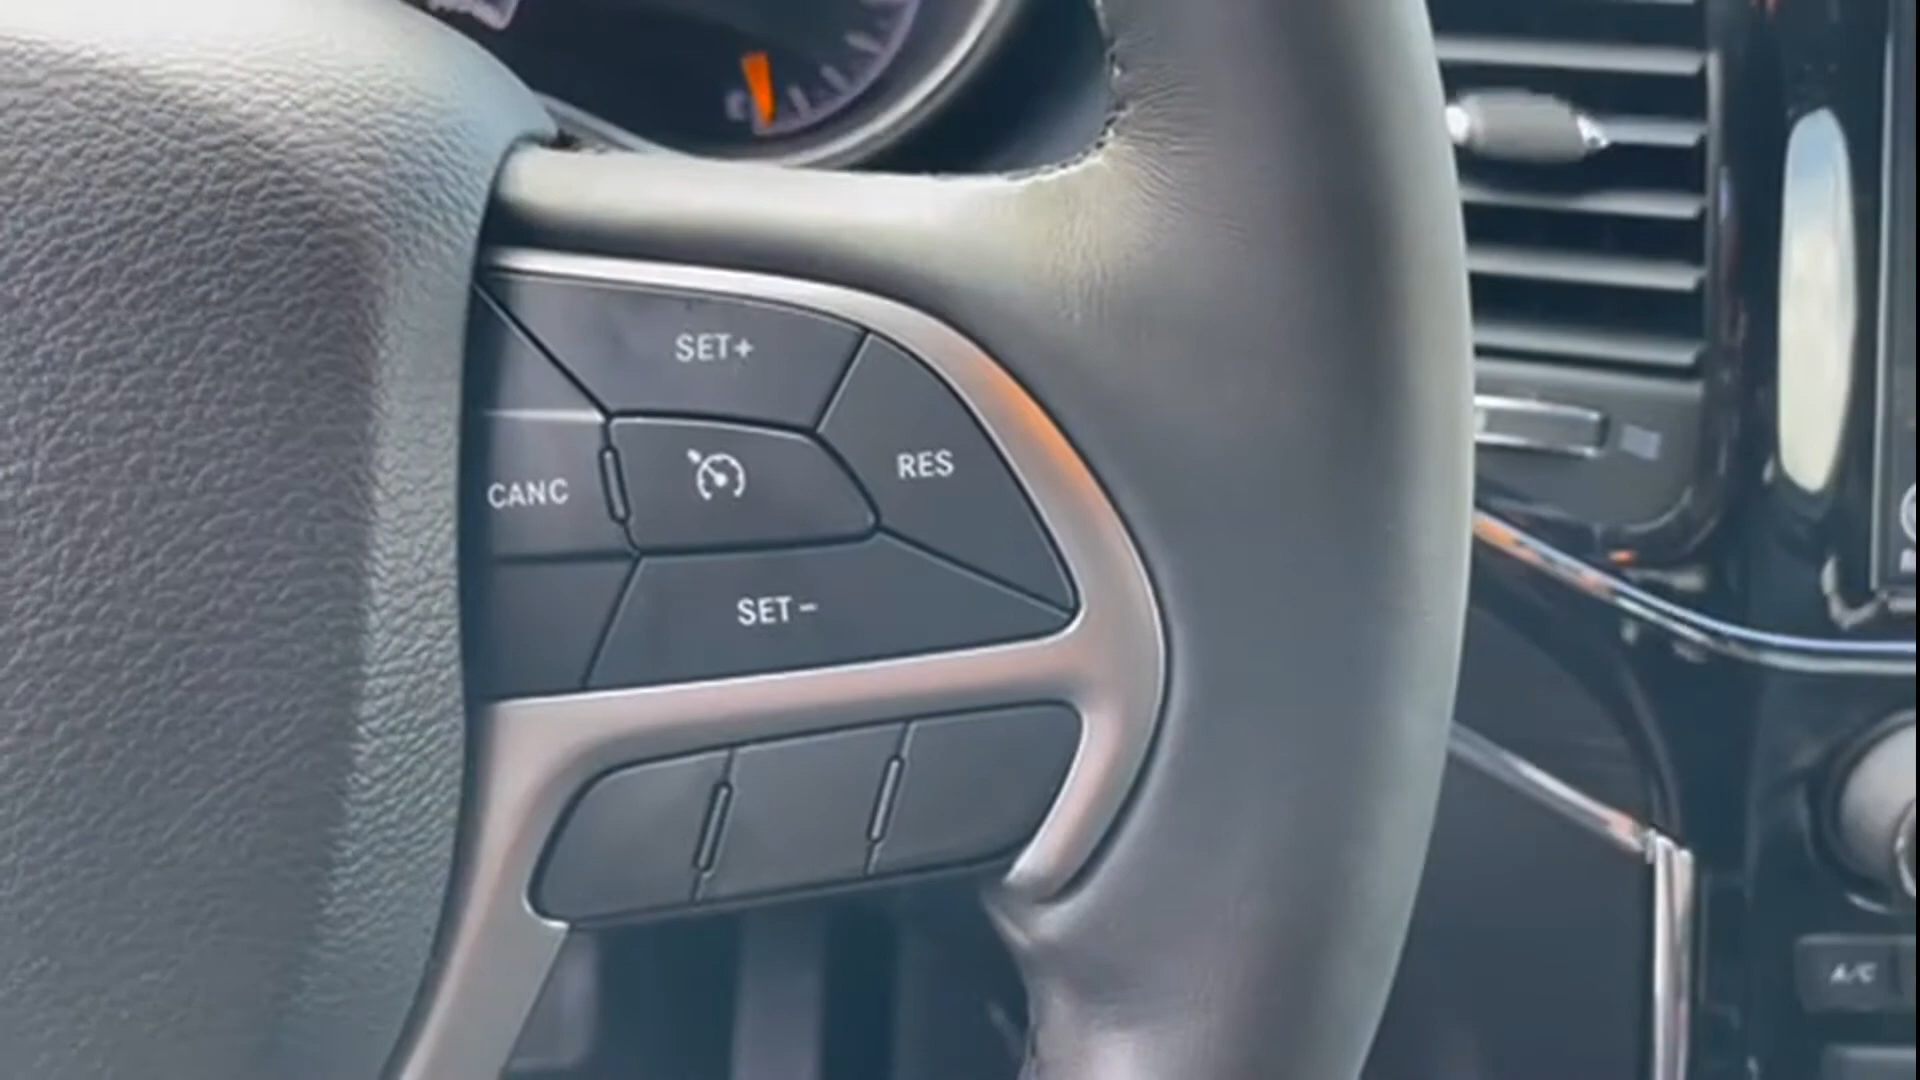 SET+
RES
CANC
SET-
A/C